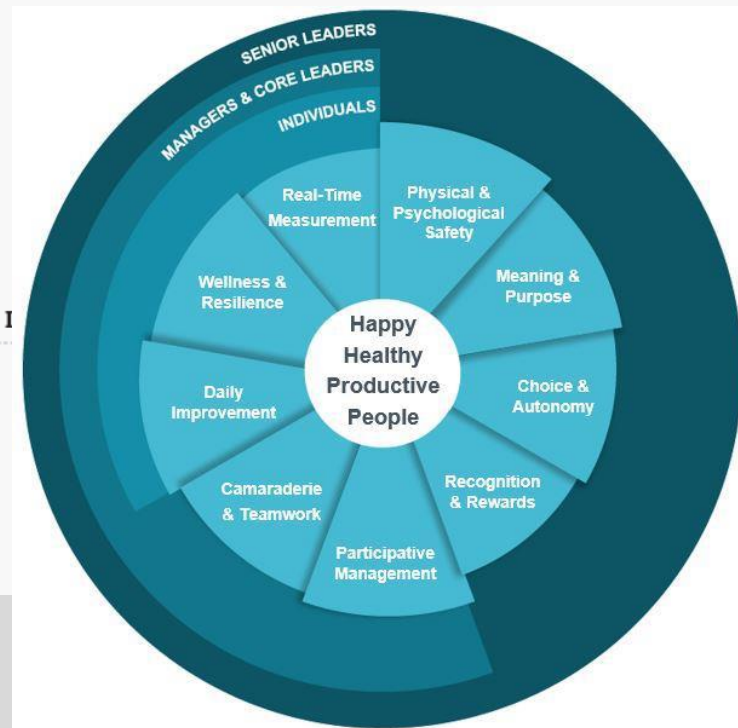 SENIOR LEADERS
MANAGERS & CORE LEADERS
INDIVIDUALS
Real-Time
Measurement
Physical &
Psychological
Safety
Meaning &
Purpose
Choice &
Autonomy
Recognition
& Rewards
Participative
Management
Camaraderie
& Teamwork
Daily
Improvement
Wellness &
Resilience
Happy
Healthy
Productive
People